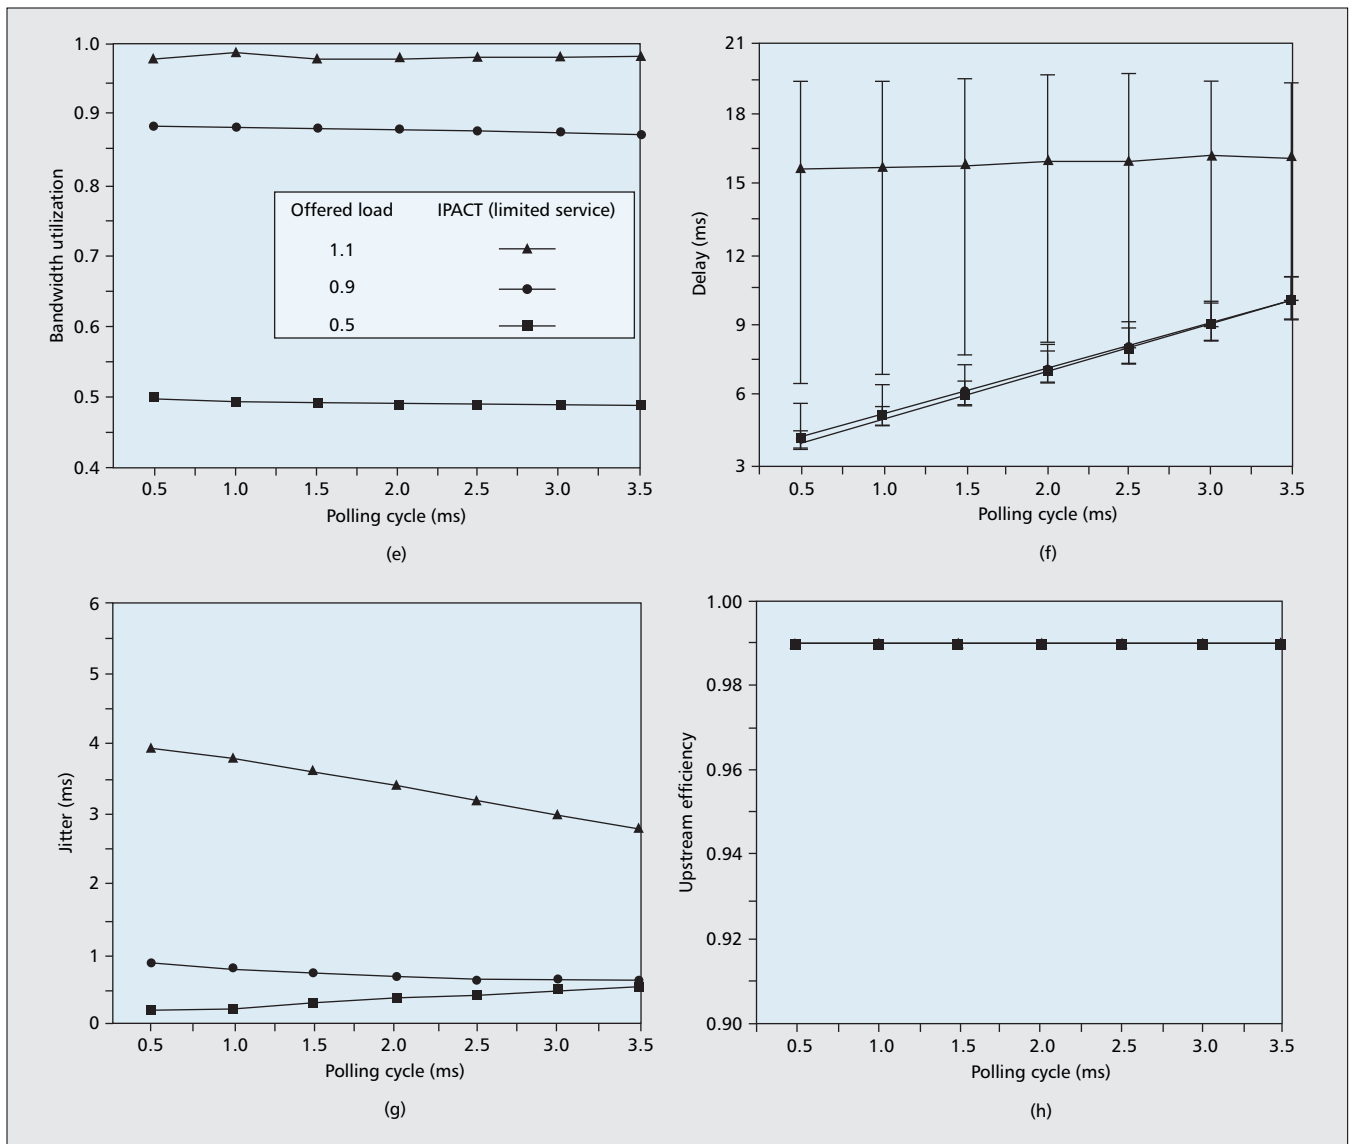 1.0
0.9
0.8
0.7
0.6
0.5
0.4
Bandwidth utilization
Offered load IPACT (limited service)
1.1
0.9
0.5
0.5 1.0 1.5 2.0 2.5 3.0 3.5
Polling cycle (ms)
(e)
21
18
15
12
9
6
3
Delay (ms)
0.5 1.0 1.5 2.0 2.5 3.0 3.5
Polling cycle (ms)
(f)
6
5
4
3
2
1
0
Jitter (ms)
0.5 1.0 1.5 2.0 2.5 3.0 3.5
Polling cycle (ms)
(g)
1.00
0.98
0.96
0.94
0.92
0.90
Upstream efficiency
0.5 1.0 1.5 2.0 2.5 3.0 3.5
Polling cycle (ms)
(h)